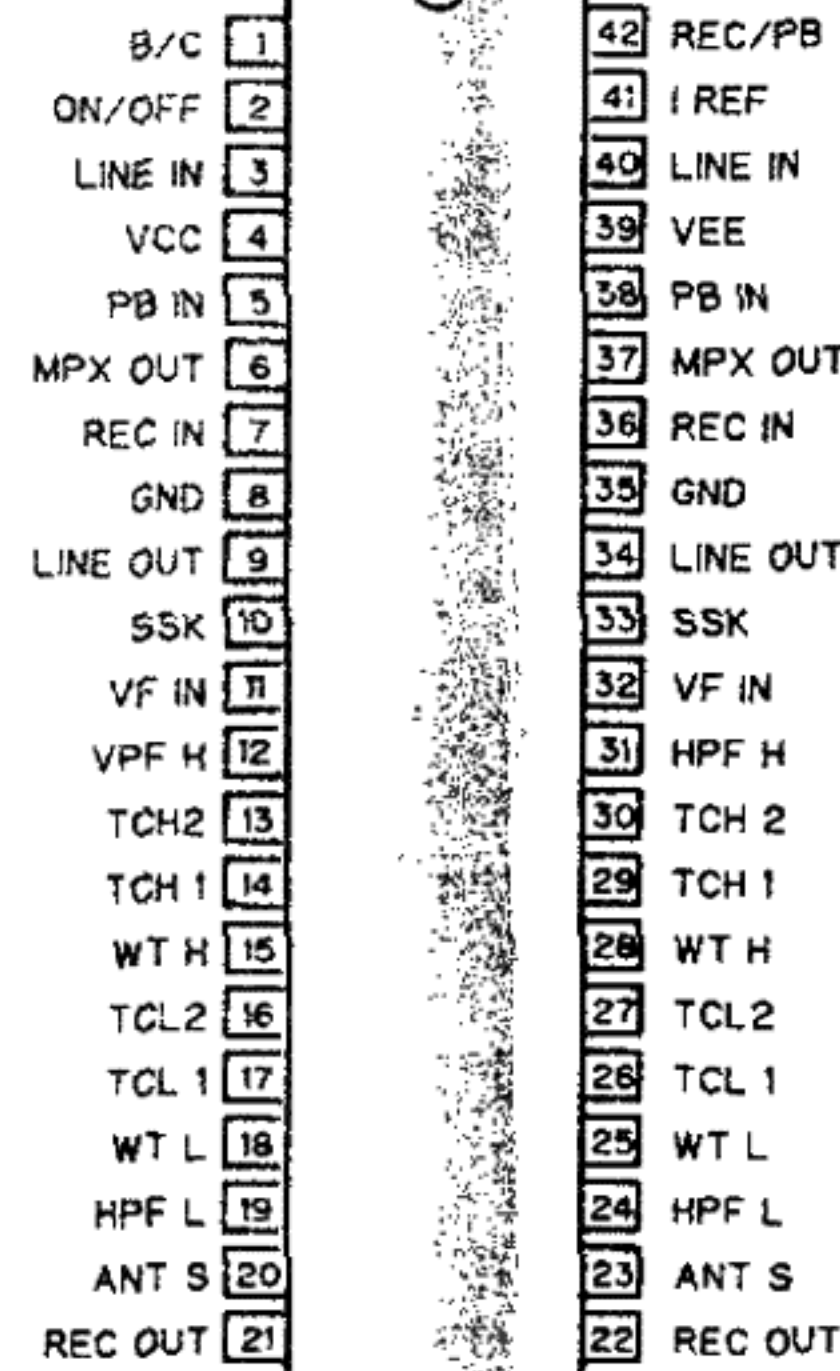 B/C 1 42 REC/PB
ON/OFF 2 41 I REF
LINE IN 3 40 LINE IN
VCC 4 39 VEE
PB IN 5 38 PB IN
MPX OUT 6 37 MPX OUT
REC IN 7 36 REC IN
GND 8 35 GND
LINE OUT 9 34 LINE OUT
SSK 10 33 SSK
VF IN 11 32 VF IN
VPF H 12 31 HPF H
TCH2 13 30 TCH 2
TCH 1 14 29 TCH 1
WT H 15 28 WT H
TCL2 16 27 TCL2
TCL 1 17 26 TCL 1
WT L 18 25 WT L
HPF L 19 24 HPF L
ANT S 20 23 ANT S
REC OUT 21 22 REC OUT